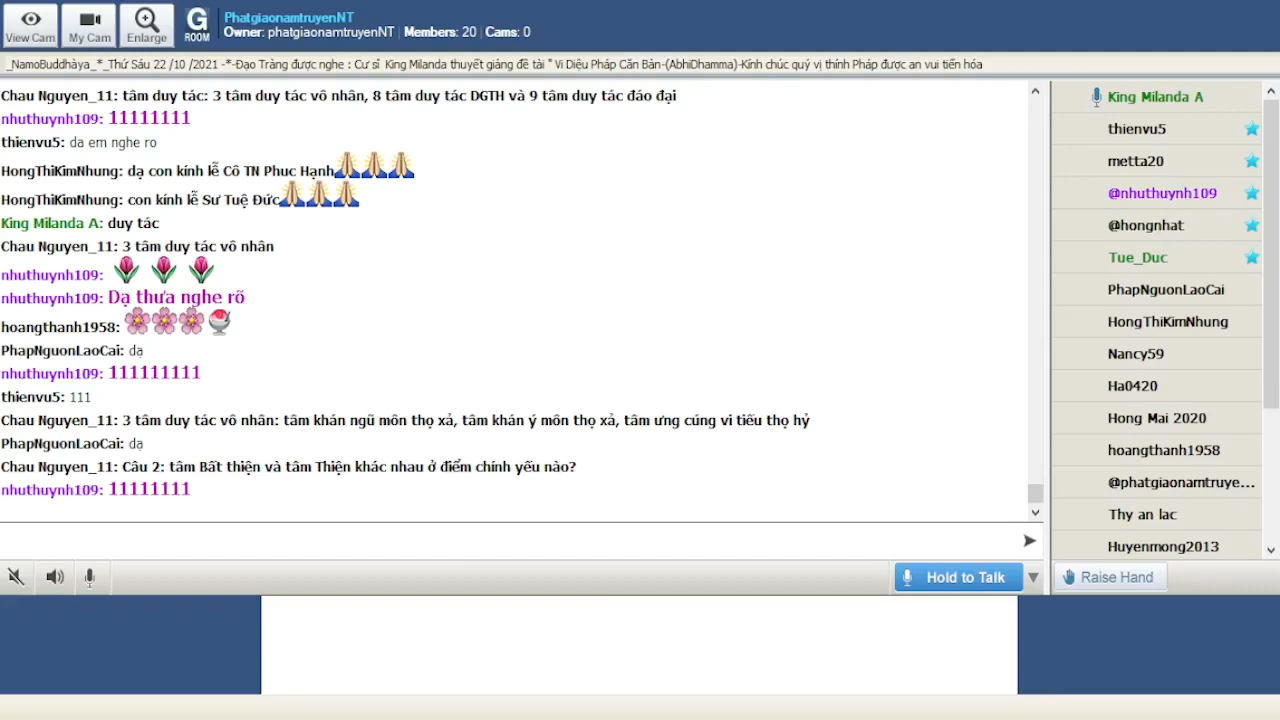 View Cam
My Cam
Enlarge
G
ROOM
PhatgiaonamtruyenNT
Owner: phatgiaonamtruyenNT | Members: 20 | Cams: 0
_NamoBuddhàya_*_Thứ Sáu 22 /10 /2021 -*-Đạo Tràng được nghe : Cư sĩ King Milanda thuyết giảng đề tài " Vi Diệu Pháp Căn Bản-(AbhiDhamma)-Kính chúc quý vị thính Pháp được an vui tiến hóa
Chau Nguyen_11: tâm duy tác: 3 tâm duy tác vô nhân, 8 tâm duy tác DGTH và 9 tâm duy tác đáo đại
nhuthuynh109: 11111111
thienvu5: da em nghe ro
HongThiKimNhung: dạ con kính lễ Cô TN Phuc Hạnh
HongThiKimNhung: con kính lễ Sư Tuệ Đức
King Milanda A: duy tác
Chau Nguyen_11: 3 tâm duy tác vô nhân
nhuthuynh109:
nhuthuynh109: Dạ thưa nghe rõ
hoangthanh1958:
PhapNguonLaoCai: dạ
nhuthuynh109: 111111111
thienvu5: 111
Chau Nguyen_11: 3 tâm duy tác vô nhân: tâm khán ngũ môn thọ xả, tâm khán ý môn thọ xả, tâm ưng cúng vi tiếu thọ hỷ
PhapNguonLaoCai: dạ
Chau Nguyen_11: Câu 2: tâm Bất thiện và tâm Thiện khác nhau ở điểm chính yếu nào?
nhuthuynh109: 11111111
King Milanda A
thienvu5
metta20
@nhuthuynh109
@hongnhat
Tue_Duc
PhapNguonLaoCai
HongThiKimNhung
Nancy59
Ha0420
Hong Mai 2020
hoangthanh1958
@phatgiaonamtruye...
Thy an lac
Huyenmong2013
Hold to Talk
Raise Hand